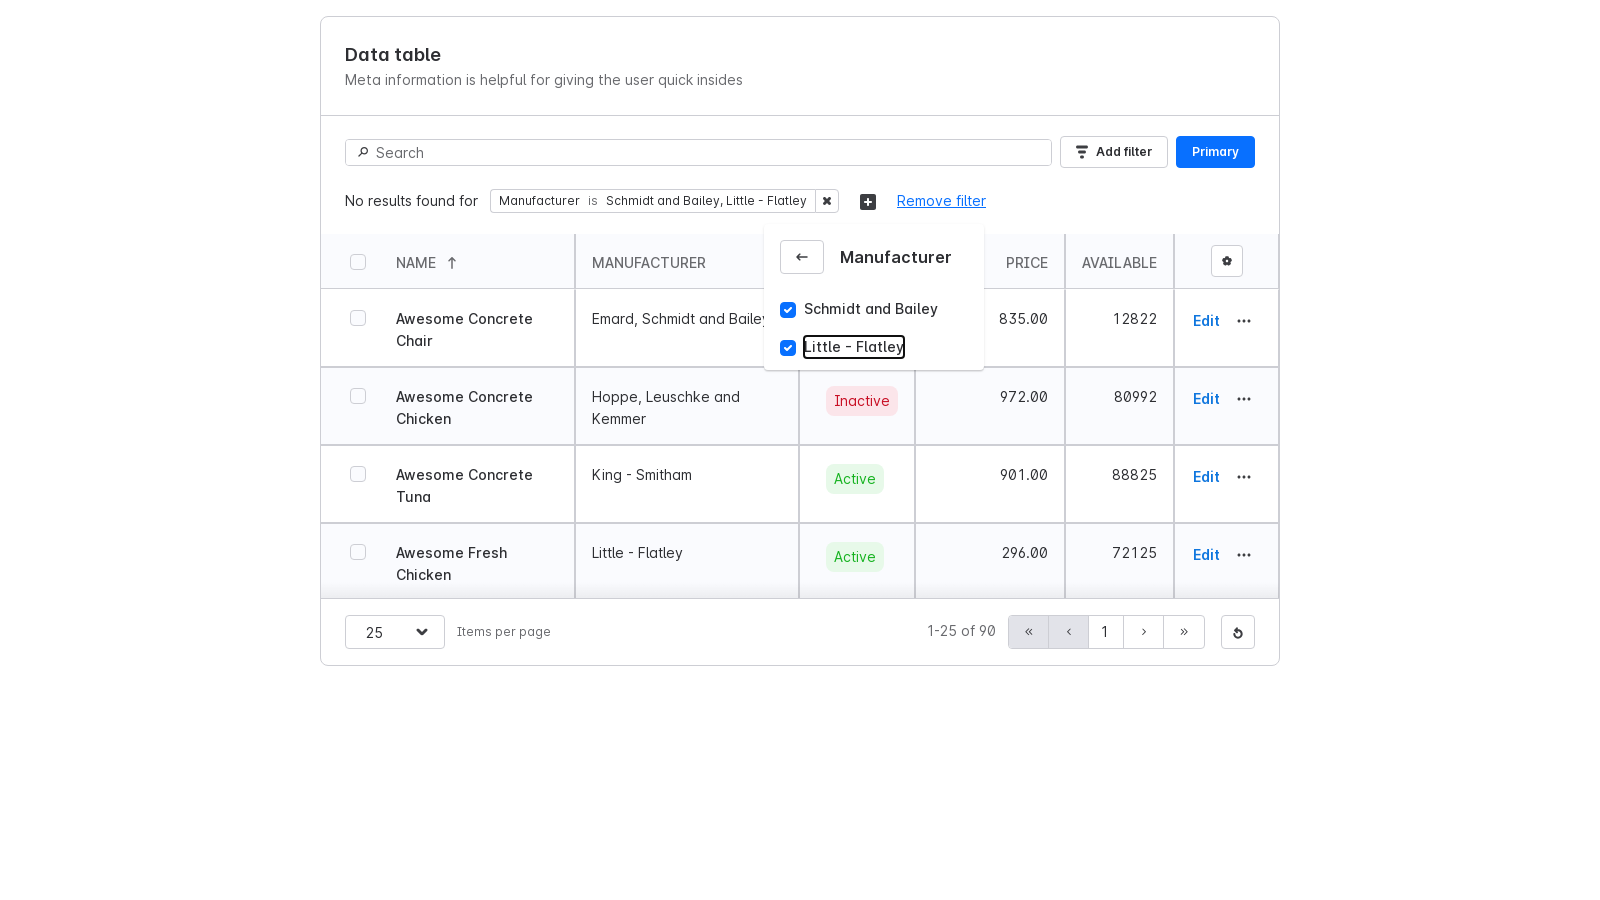 Data table
Meta information is helpful for giving the user quick insides
Search
Add filter
Primary
No results found for
Manufacturer is Schmidt and Bailey, Little - Flatley
Remove filter
Manufacturer
Schmidt and Bailey
Little - Flatley
NAME MANUFACTURER PRICE AVAILABLE
Awesome Concrete
Chair
Emard, Schmidt and Bailey
835.00 12822 Edit
Awesome Concrete
Chicken
Hoppe, Leuschke and
Kemmer
Inactive 972.00 80992 Edit
Awesome Concrete
Tuna
King - Smitham Active 901.00 88825 Edit
Awesome Fresh
Chicken
Little - Flatley Active 296.00 72125 Edit
25 Items per page
1-25 of 90 « ‹ 1 › »